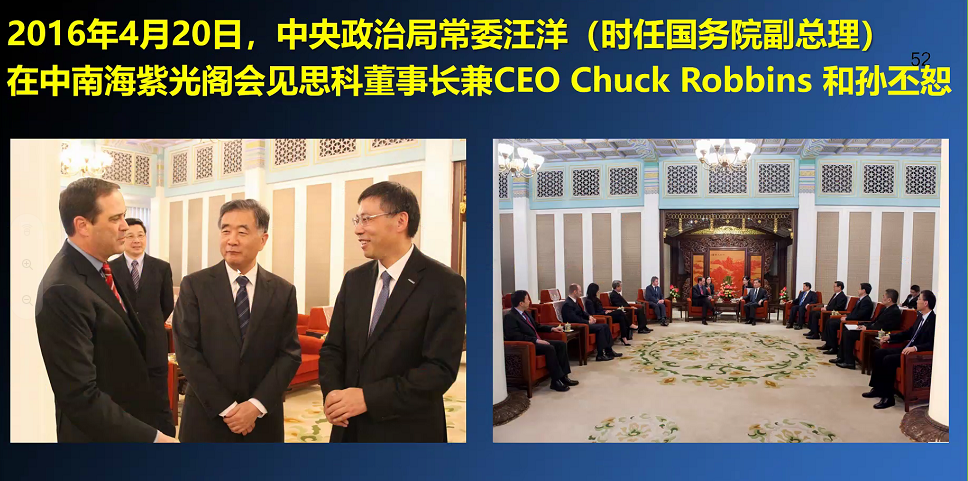 2016年4月20日，中央政治局常委汪洋（时任国务院副总理）
52
在中南海紫光阁会见思科董事长兼CEO Chuck Robbins 和孙丕恕